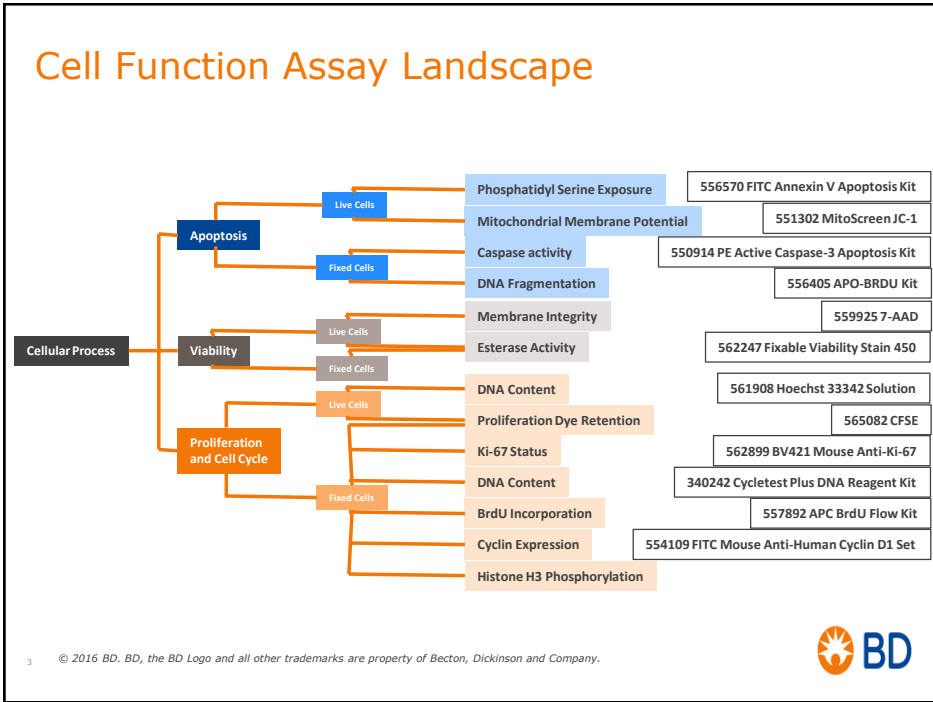 Cell Function Assay Landscape
Phosphatidyl Serine Exposure
556570 FITC Annexin V Apoptosis Kit
Live Cells
Mitochondrial Membrane Potential
551302 MitoScreen JC-1
Apoptosis
Caspase activity
550914 PE Active Caspase-3 Apoptosis Kit
Fixed Cells
DNA Fragmentation
556405 APO-BRDU Kit
Membrane Integrity
559925 7-AAD
Live Cells
Cellular Process
Viability
Esterase Activity
562247 Fixable Viability Stain 450
Fixed Cells
DNA Content
561908 Hoechst 33342 Solution
Live Cells
Proliferation Dye Retention
565082 CFSE
Proliferation
and Cell Cycle
Ki-67 Status
562899 BV421 Mouse Anti-Ki-67
DNA Content
340242 Cycletest Plus DNA Reagent Kit
Fixed Cells
BrdU Incorporation
557892 APC BrdU Flow Kit
Cyclin Expression
554109 FITC Mouse Anti-Human Cyclin D1 Set
Histone H3 Phosphorylation
3
© 2016 BD. BD, the BD Logo and all other trademarks are property of Becton, Dickinson and Company.
BD